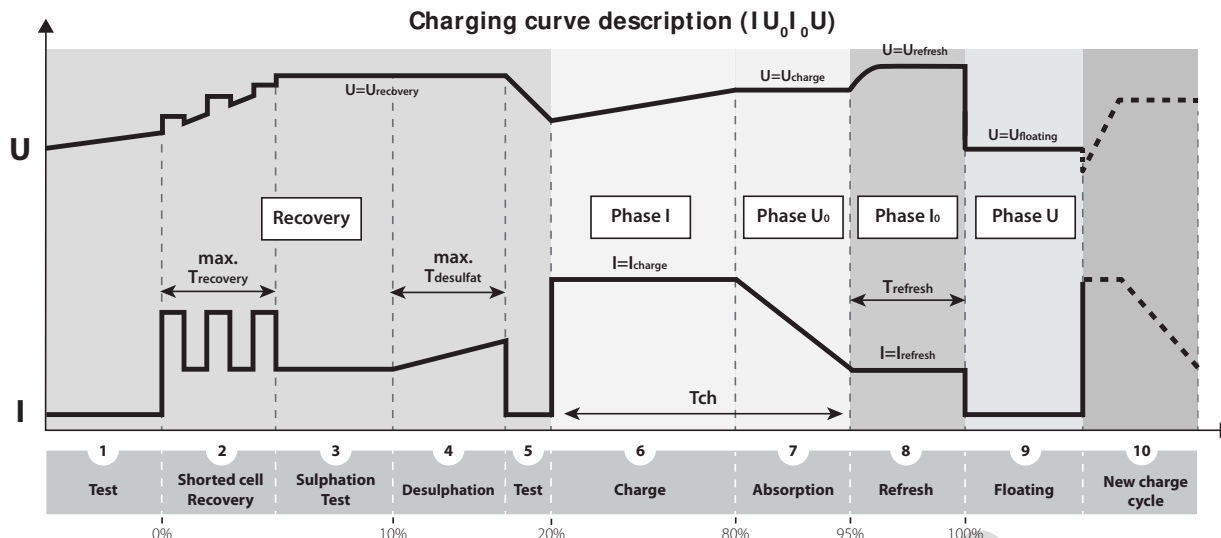 Charging curve description (IU₀I₀U)
U=Urefresh
U=Ucharge
U=Urecovery
U=Ufloating
U
Recovery
Phase I
Phase U₀
Phase I₀
Phase U
max.
Trecovery
max.
Tdesulfat
I=Icharge
Trefresh
I=Irefresh
Tch
I
1
2
3
4
5
6
7
8
9
10
Test
Shorted cell
Recovery
Sulphation
Test
Desulphation
Test
Charge
Absorption
Refresh
Floating
New charge
cycle
0%
10%
20%
80%
95%
100%